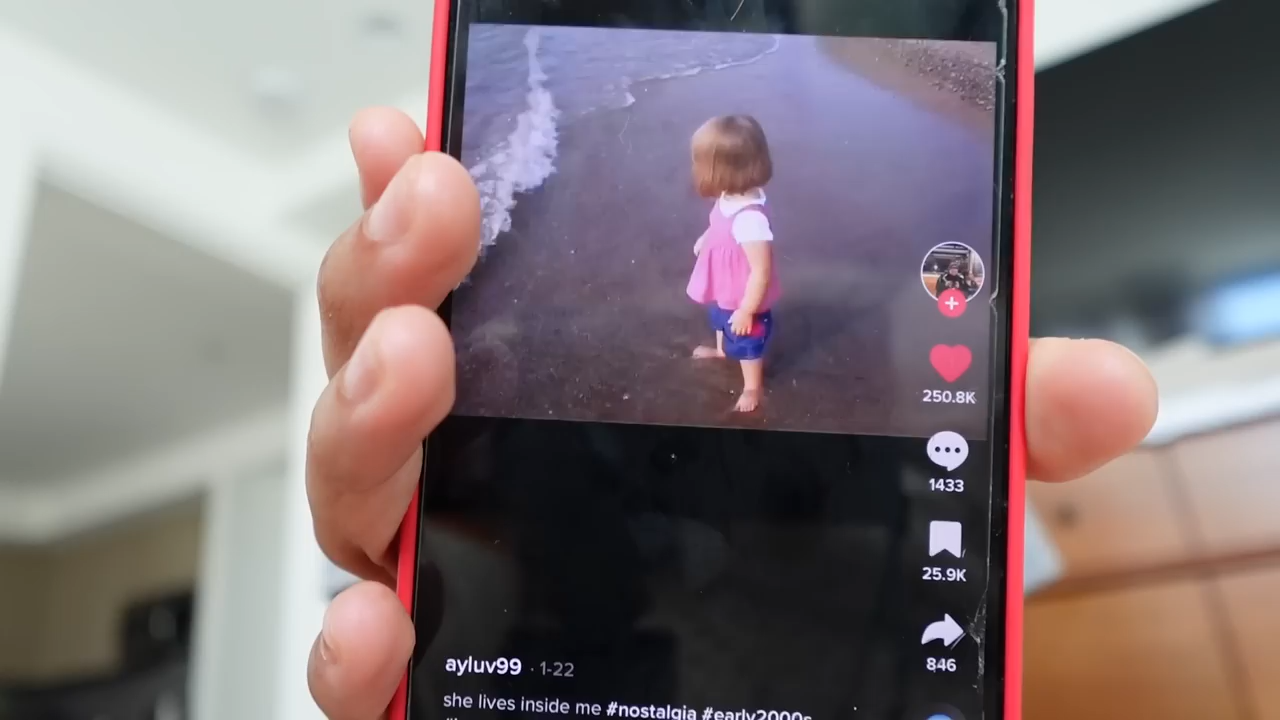 250.8K
1433
25.9K
846
ayluv99 · 1-22
she lives inside me #nostalgia #early2000s